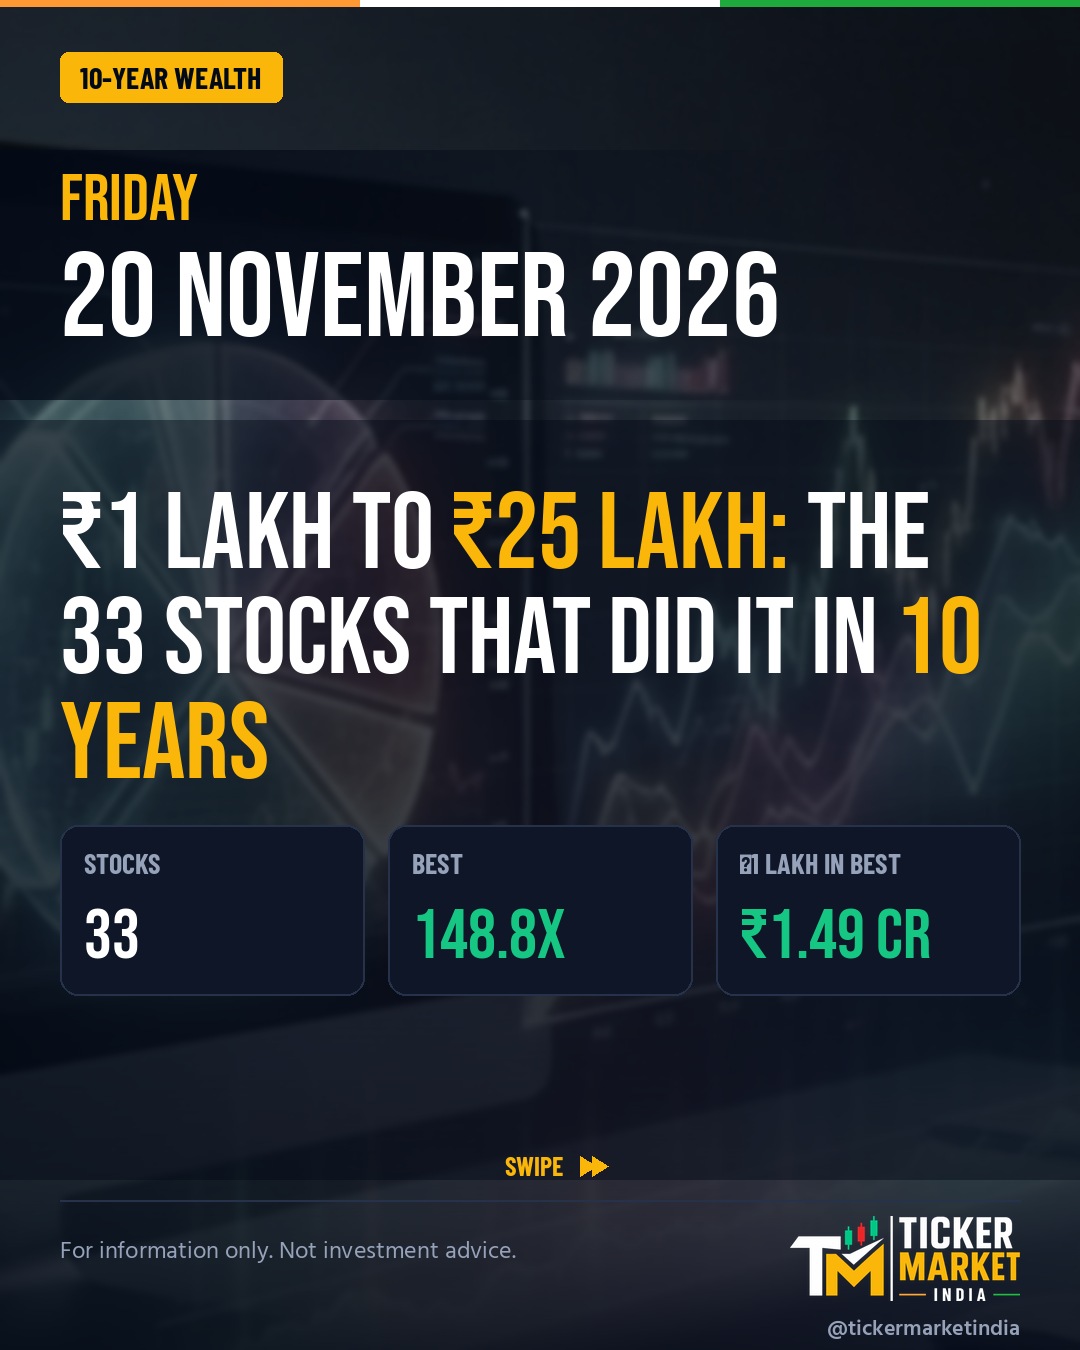 10-YEAR WEALTH
FRIDAY
20 NOVEMBER 2026
₹1 LAKH TO ₹25 LAKH: THE
33 STOCKS THAT DID IT IN 10
YEARS
STOCKS
33
BEST
148.8X
1 LAKH IN BEST
₹1.49 CR
SWIPE
For information only. Not investment advice.
TM
TICKER
MARKET
INDIA
@tickermarketindia